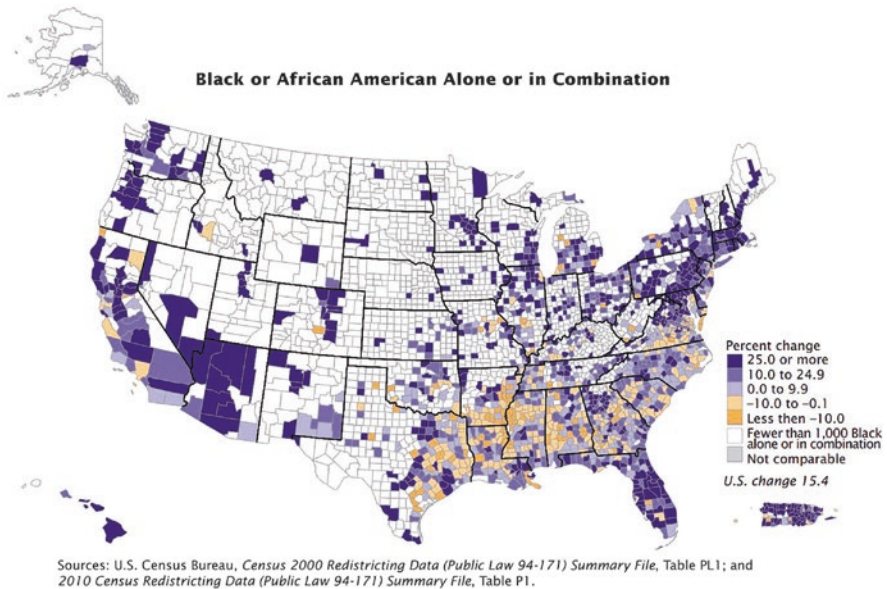 Black or African American Alone or in Combination
Percent change
25.0 or more
10.0 to 24.9
0.0 to 9.9
−10.0 to −0.1
Less then −10.0
Fewer than 1,000 Black
alone or in combination
Not comparable
U.S. change 15.4
Sources: U.S. Census Bureau, Census 2000 Redistricting Data (Public Law 94-171) Summary File, Table PL1; and
2010 Census Redistricting Data (Public Law 94-171) Summary File, Table P1.